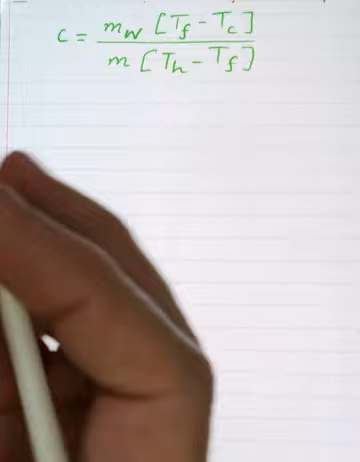 c = m_w [T_f - T_c]
m [T_h - T_f]